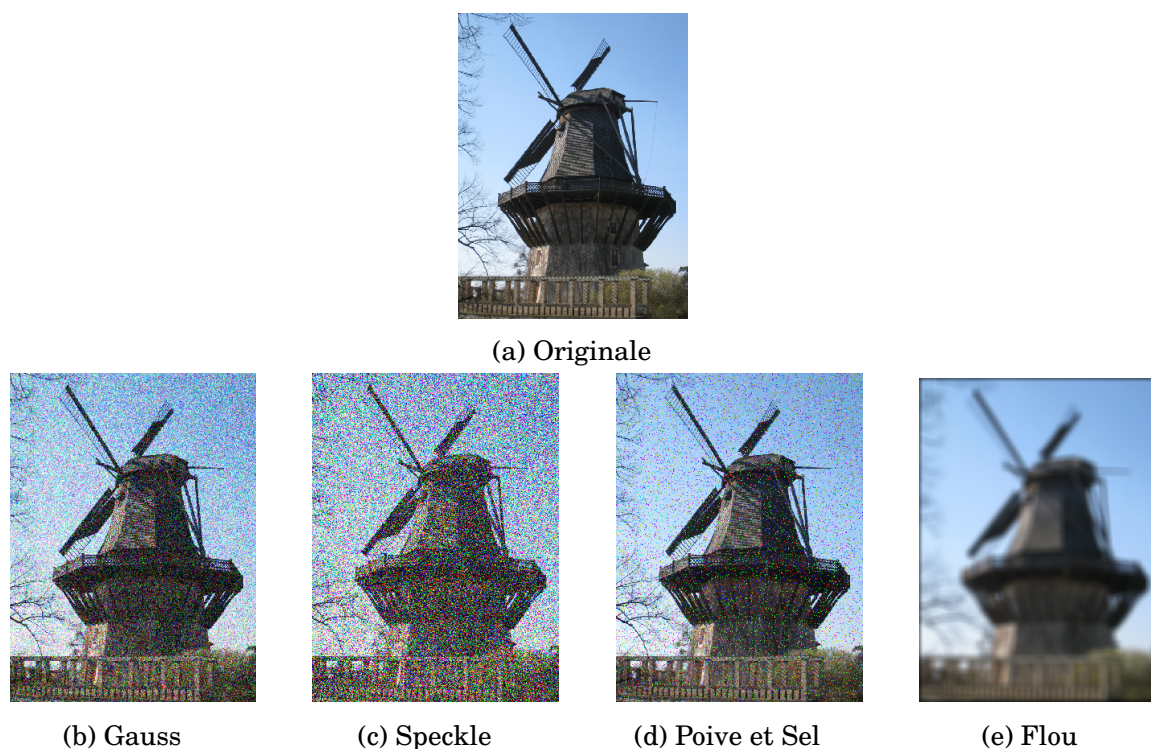 (a) Originale
(b) Gauss
(c) Speckle
(d) Poive et Sel
(e) Flou